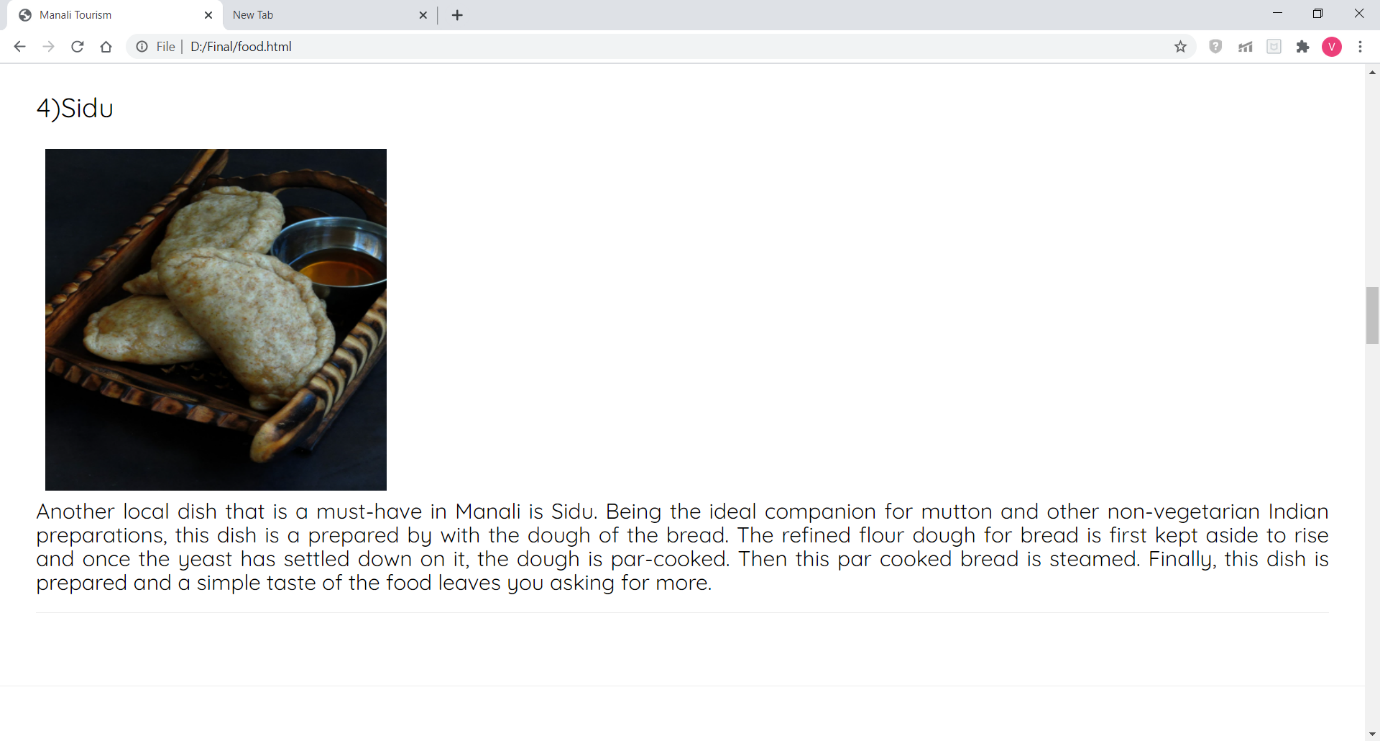 Manali Tourism
New Tab
File | D:/Final/food.html
V
4)Sidu
Another local dish that is a must-have in Manali is Sidu. Being the ideal companion for mutton and other non-vegetarian Indian
preparations, this dish is a prepared by with the dough of the bread. The refined flour dough for bread is first kept aside to rise
and once the yeast has settled down on it, the dough is par-cooked. Then this par cooked bread is steamed. Finally, this dish is
prepared and a simple taste of the food leaves you asking for more.